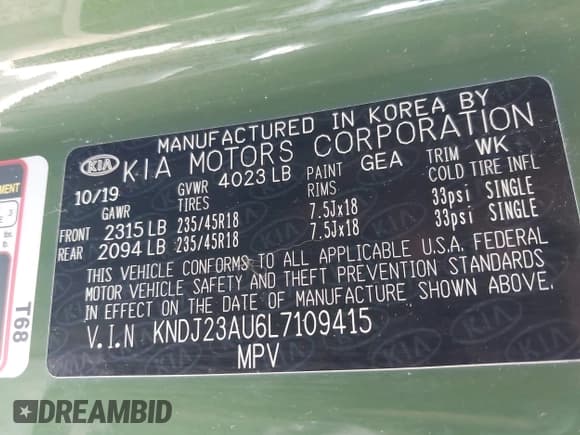 MANUFACTURED IN KOREA BY
KIA KIA MOTORS CORPORATION
10/19 GVWR 4023 LB PAINT GEA TRIM WK
GAWR TIRES RIMS COLD TIRE INFL
FRONT 2315 LB 235/45R18 7.5Jx18 33psi SINGLE
REAR 2094 LB 235/45R18 7.5Jx18 33psi SINGLE
THIS VEHICLE CONFORMS TO ALL APPLICABLE U.S.A. FEDERAL
MOTOR VEHICLE SAFETY AND THEFT PREVENTION STANDARDS
IN EFFECT ON THE DATE OF MANUFACTURE SHOWN ABOVE.
V.I.N KNDJ23AU6L7109415
MPV
T68
DREAMBID